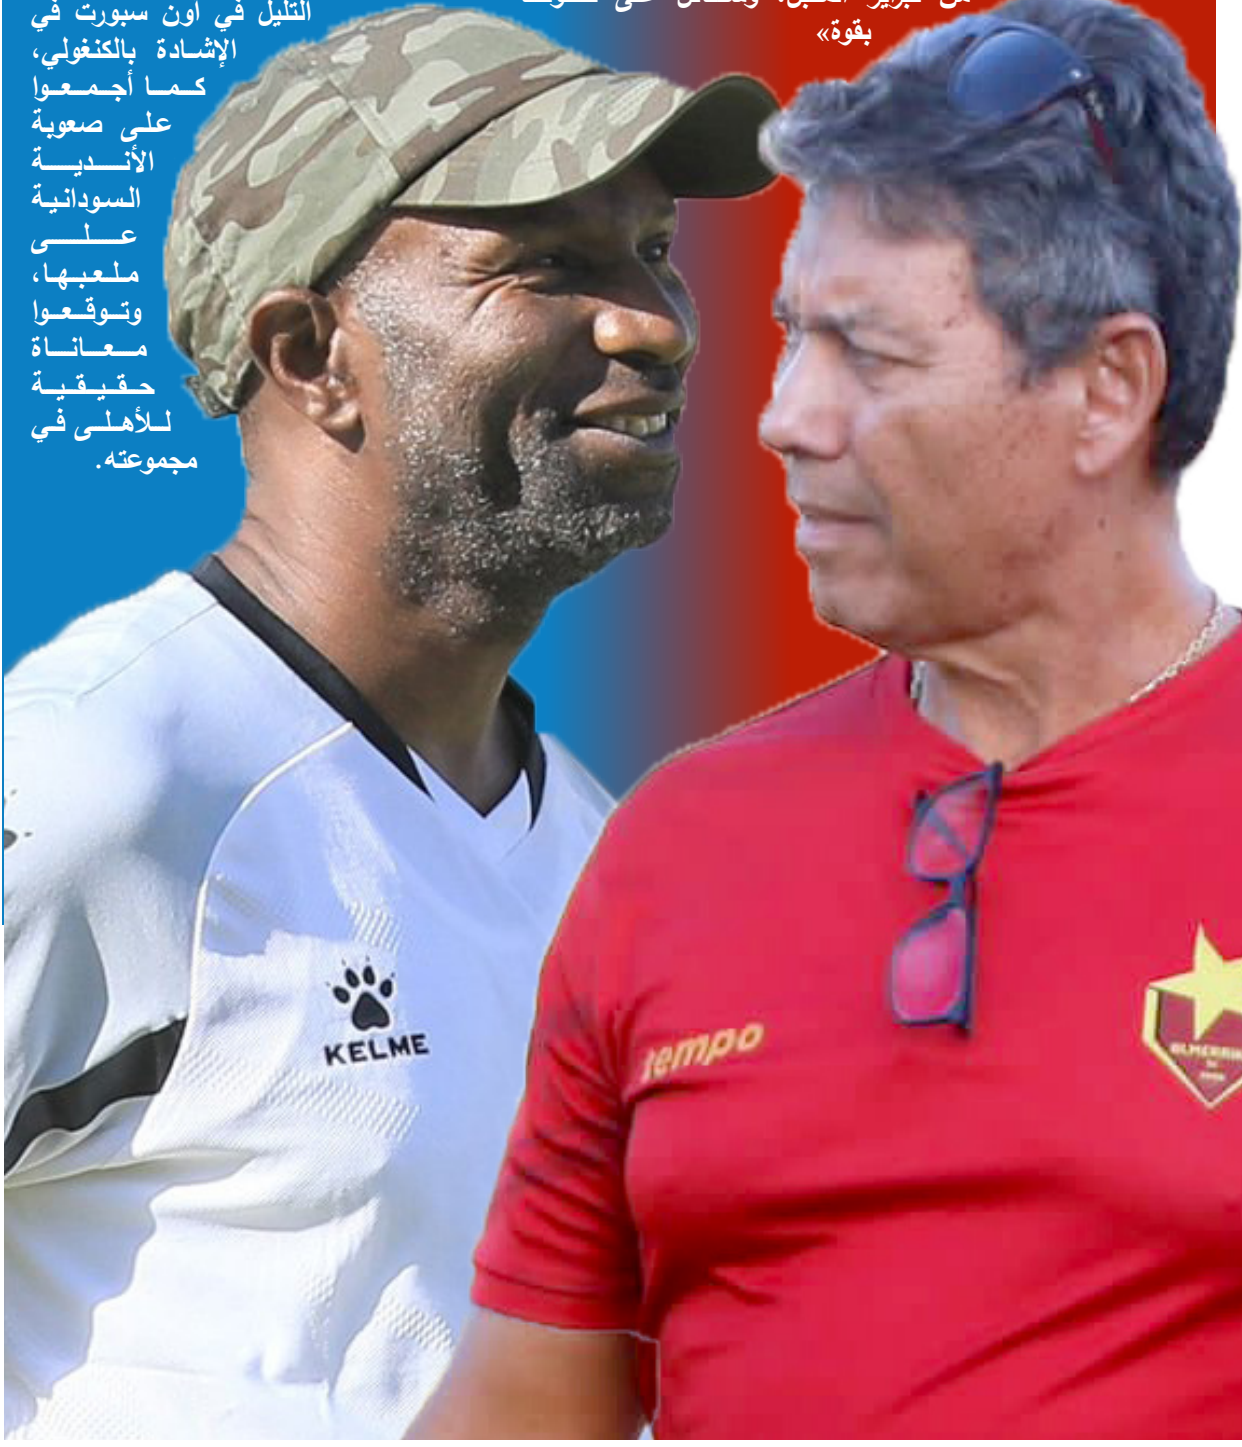 بقوة»
التليل في اون سبورت في
الإشادة بالكنغولي،
كما أجمعوا
على صعوبة
الأندية
السودانية
على
ملعبها،
وتوقعوا
معاناة
حقيقية
للأهلى في
مجموعته.
KELME
tempo
ALMERRIKH